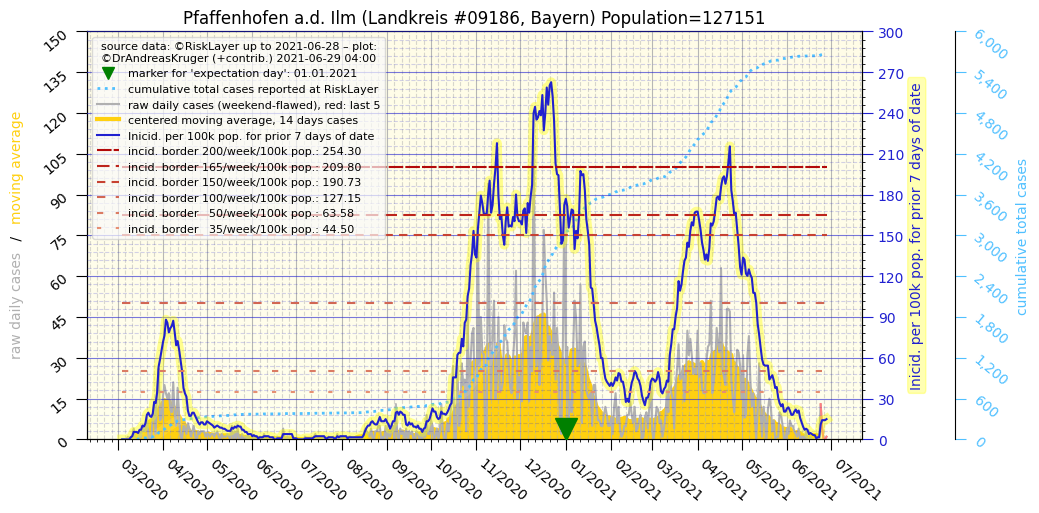 Pfaffenhofen a.d. Ilm (Landkreis #09186, Bayern) Population=127151
source data: ©RiskLayer up to 2021-06-28 – plot:
©DrAndreasKruger (+contrib.) 2021-06-29 04:00
marker for 'expectation day': 01.01.2021
cumulative total cases reported at RiskLayer
raw daily cases (weekend-flawed), red: last 5
centered moving average, 14 days cases
Inicid. per 100k pop. for prior 7 days of date
incid. border 200/week/100k pop.: 254.30
incid. border 165/week/100k pop.: 209.80
incid. border 150/week/100k pop.: 190.73
incid. border 100/week/100k pop.: 127.15
incid. border 50/week/100k pop.: 63.58
incid. border 35/week/100k pop.: 44.50
raw daily cases / moving average
150
135
120
105
90
75
60
45
30
15
0
300
270
240
210
180
150
120
90
60
30
0
Inicid. per 100k pop. for prior 7 days of date
6,000
5,400
4,800
4,200
3,600
3,000
2,400
1,800
1,200
600
0
cumulative total cases
03/2020
04/2020
05/2020
06/2020
07/2020
08/2020
09/2020
10/2020
11/2020
12/2020
01/2021
02/2021
03/2021
04/2021
05/2021
06/2021
07/2021